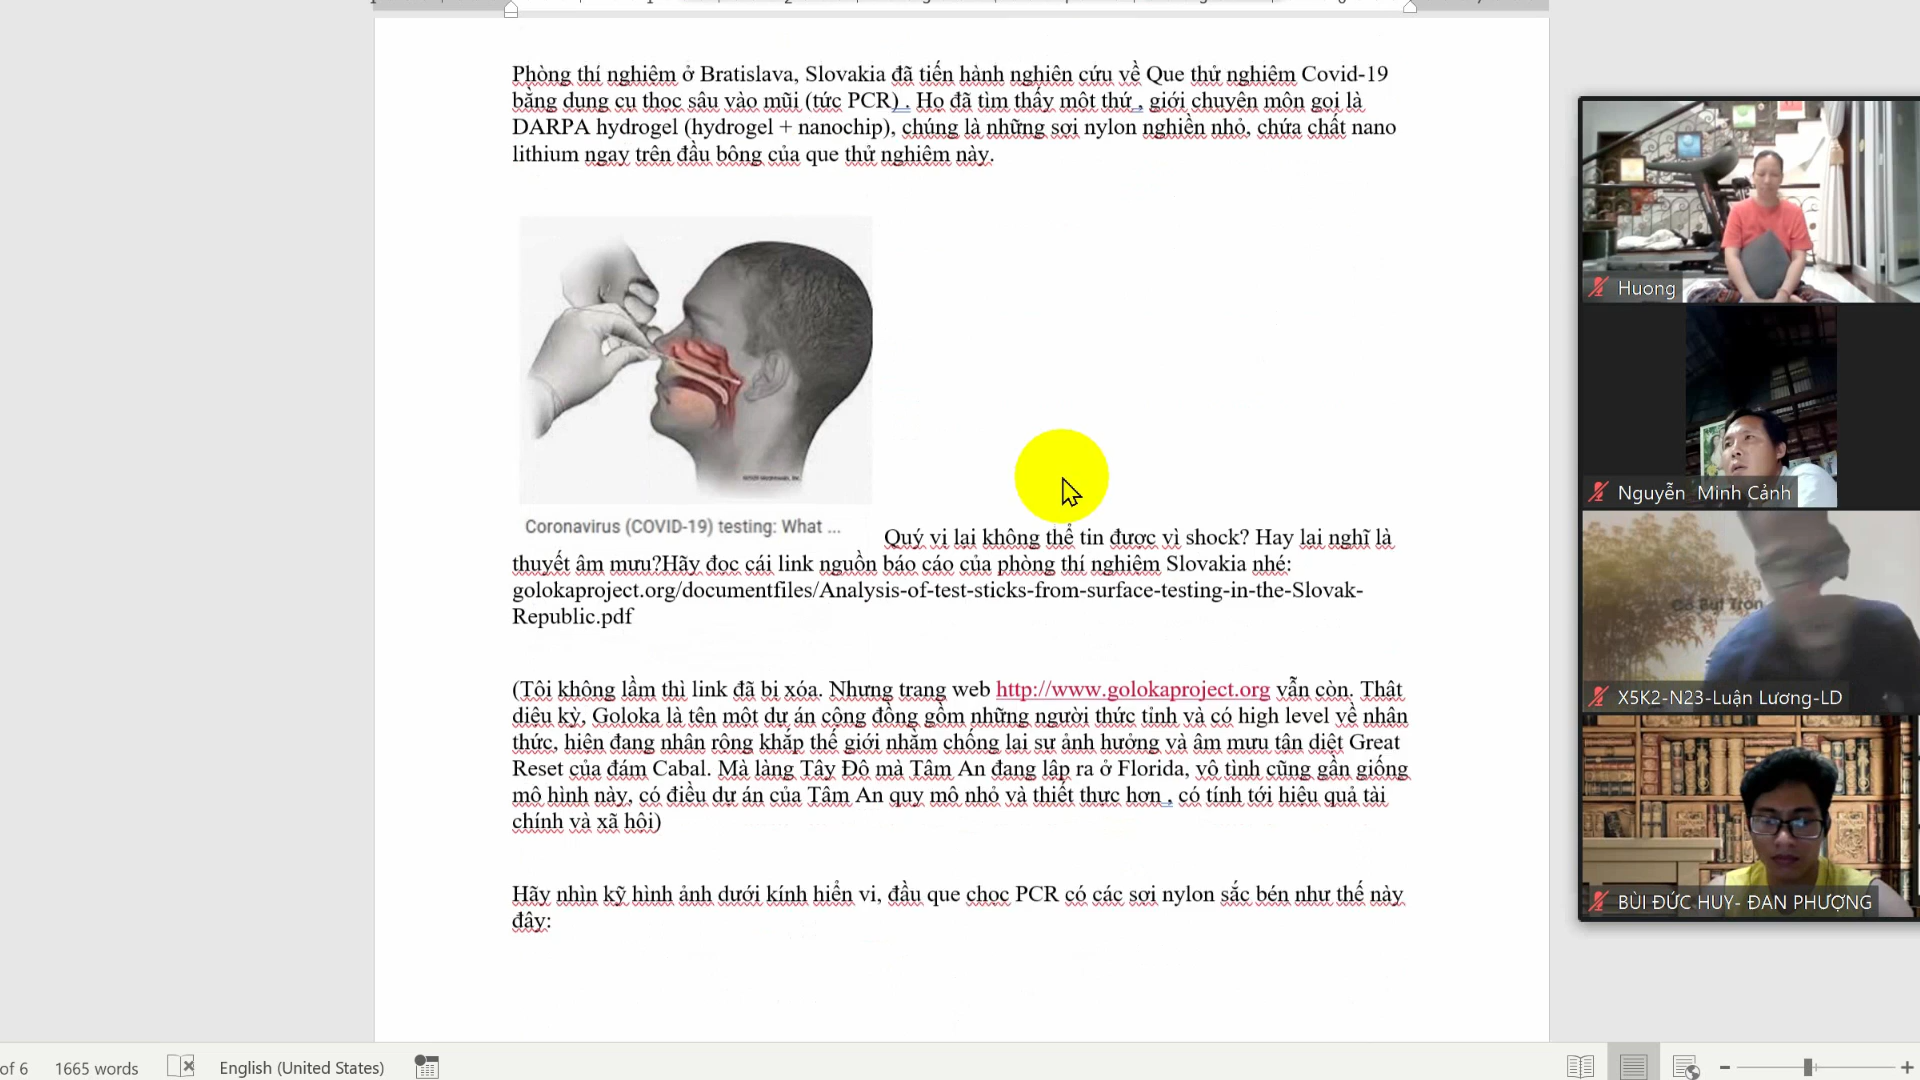 Phòng thí nghiệm ở Bratislava, Slovakia đã tiến hành nghiên cứu về Que thử nghiệm Covid-19
bằng dụng cụ thọc sâu vào mũi (tức PCR) . Họ đã tìm thấy một thứ , giới chuyên môn gọi là
DARPA hydrogel (hydrogel + nanochip), chúng là những sợi nylon nghiền nhỏ, chứa chất nano
lithium ngay trên đầu bông của que thử nghiệm này.
Coronavirus (COVID-19) testing: What ...
Quý vị lại không thể tin được vì shock? Hay lại nghĩ là
thuyết âm mưu?Hãy đọc cái link nguồn báo cáo của phòng thí nghiệm Slovakia nhé:
golokaproject.org/documentfiles/Analysis-of-test-sticks-from-surface-testing-in-the-Slovak-
Republic.pdf
(Tôi không lầm thì link đã bị xóa. Nhưng trang web http://www.golokaproject.org vẫn còn. Thật
diệu kỳ, Goloka là tên một dự án cộng đồng gồm những người thức tỉnh và có high level về nhân
thức, hiện đang nhân rộng khắp thế giới nhằm chống lại sự ảnh hưởng và âm mưu tận diệt Great
Reset của đám Cabal. Mà làng Tây Đô mà Tâm An đang lập ra ở Florida, vô tình cũng gần giống
mô hình này, có điều dự án của Tâm An quy mô nhỏ và thiết thực hơn , có tính tới hiệu quả tài
chính và xã hội)
Hãy nhìn kỹ hình ảnh dưới kính hiển vi, đầu que chọc PCR có các sợi nylon sắc bén như thế này
đây:
Huong
Nguyễn Minh Cảnh
X5K2-N23-Luận Lương-LD
BÙI ĐỨC HUY- ĐAN PHƯỢNG
of 6 1665 words English (United States)